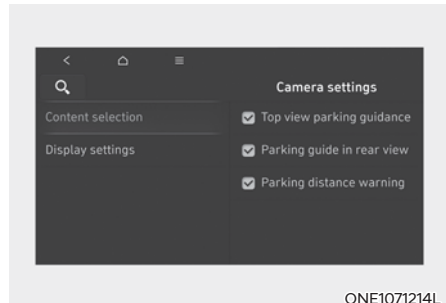 Camera settings
Content selection
Display settings
Top view parking guidance
Parking guide in rear view
Parking distance warning
ONE1071214L